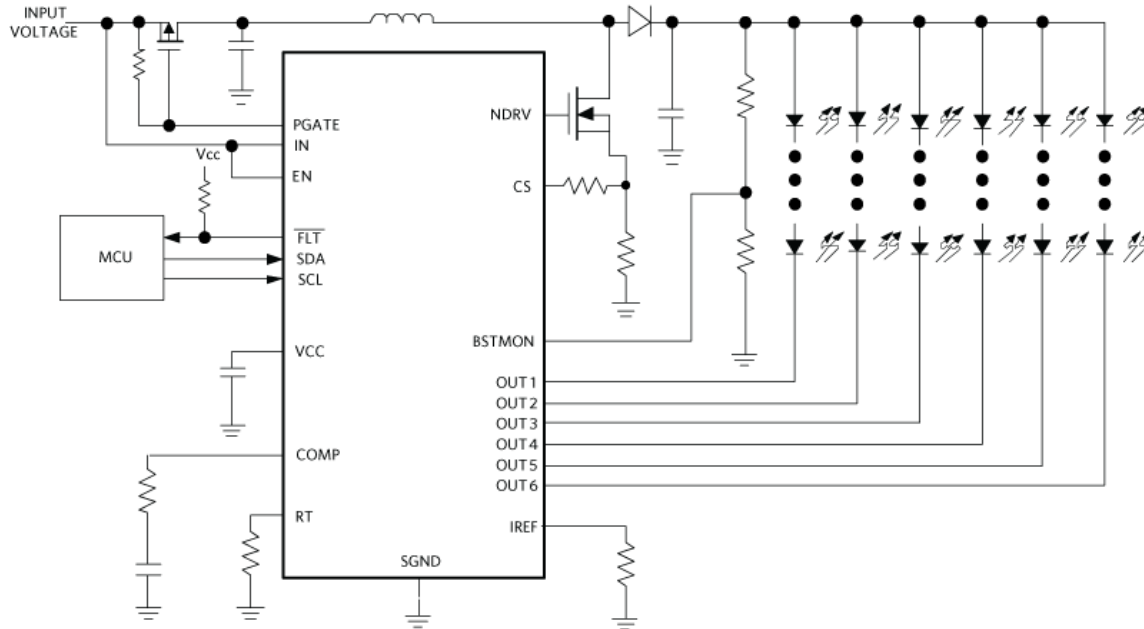 INPUT
VOLTAGE
PGATE
IN
Vcc
EN
FLT
MCU
SDA
SCL
VCC
COMP
RT
SGND
NDRV
CS
BSTMON
OUT1
OUT2
OUT3
OUT4
OUT5
OUT6
IREF